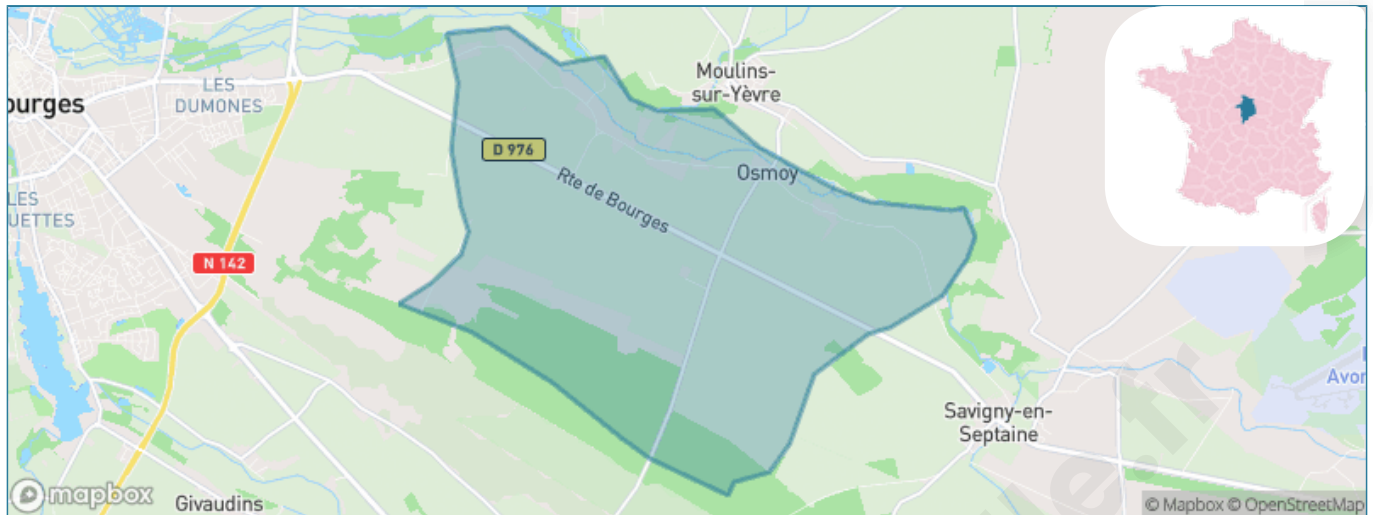 ourges
LES
DUMONES
Moulins-
sur-Yèvre
D 976
Osmoy
Rte de Bourges
LES
UETTES
N 142
Avor
Savigny-en-
Septaine
Givaudins
mapbox
© Mapbox © OpenStreetMap